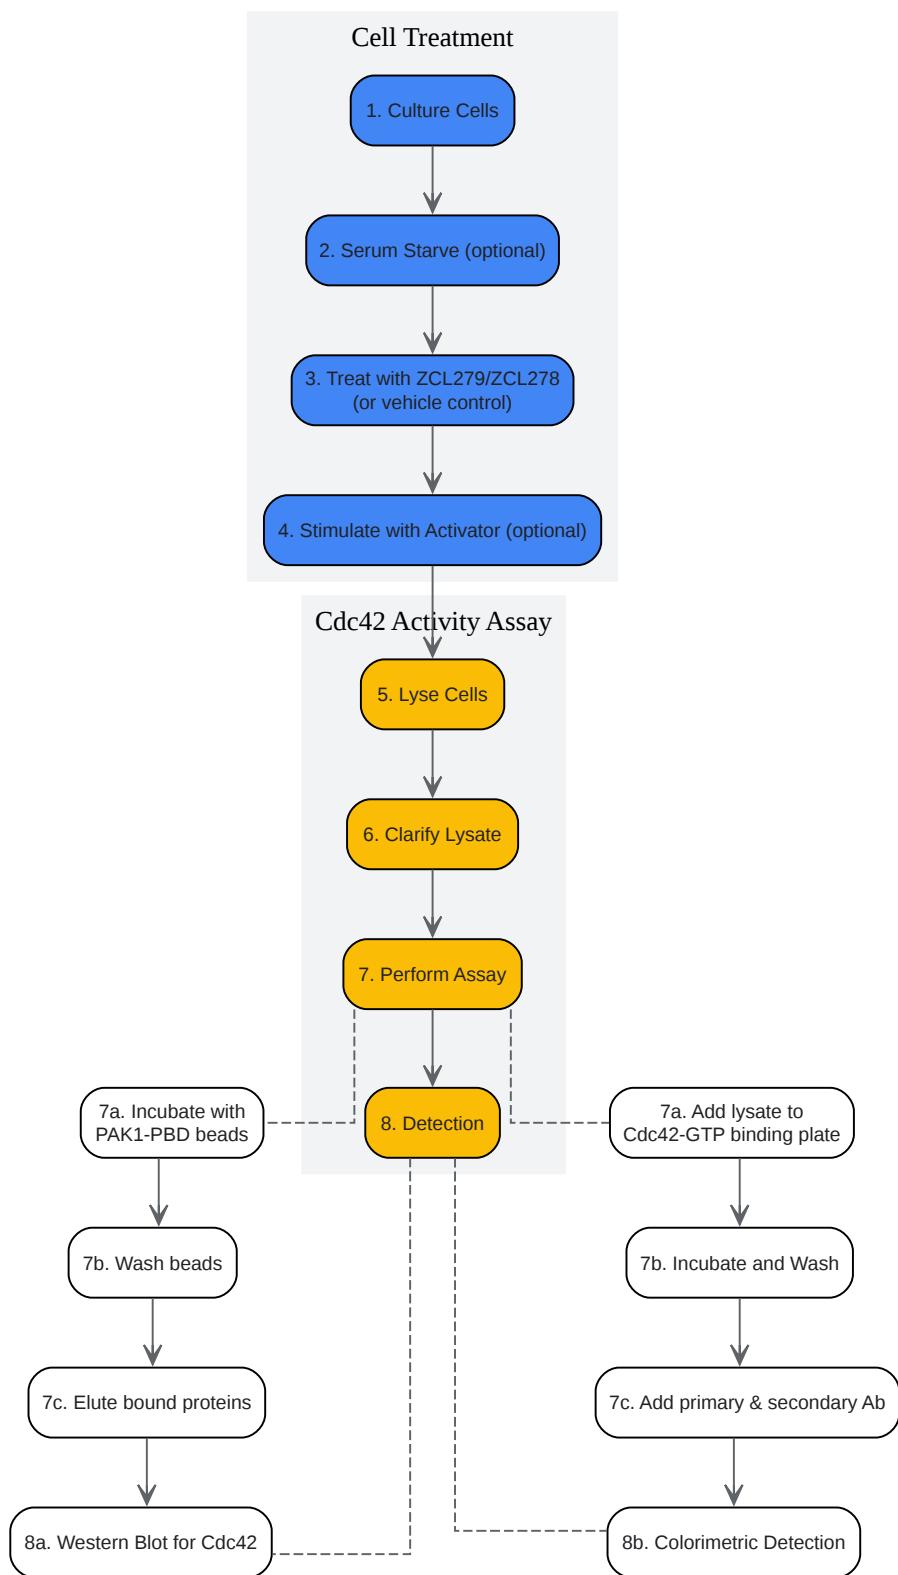 Cell Treatment
1. Culture Cells
2. Serum Starve (optional)
3. Treat with ZCL279/ZCL278
(or vehicle control)
4. Stimulate with Activator (optional)
Cdc42 Activity Assay
5. Lyse Cells
6. Clarify Lysate
7. Perform Assay
7a. Incubate with
PAK1-PBD beads
8. Detection
7a. Add lysate to
Cdc42-GTP binding plate
7b. Wash beads
7b. Incubate and Wash
7c. Elute bound proteins
7c. Add primary & secondary Ab
8a. Western Blot for Cdc42
8b. Colorimetric Detection